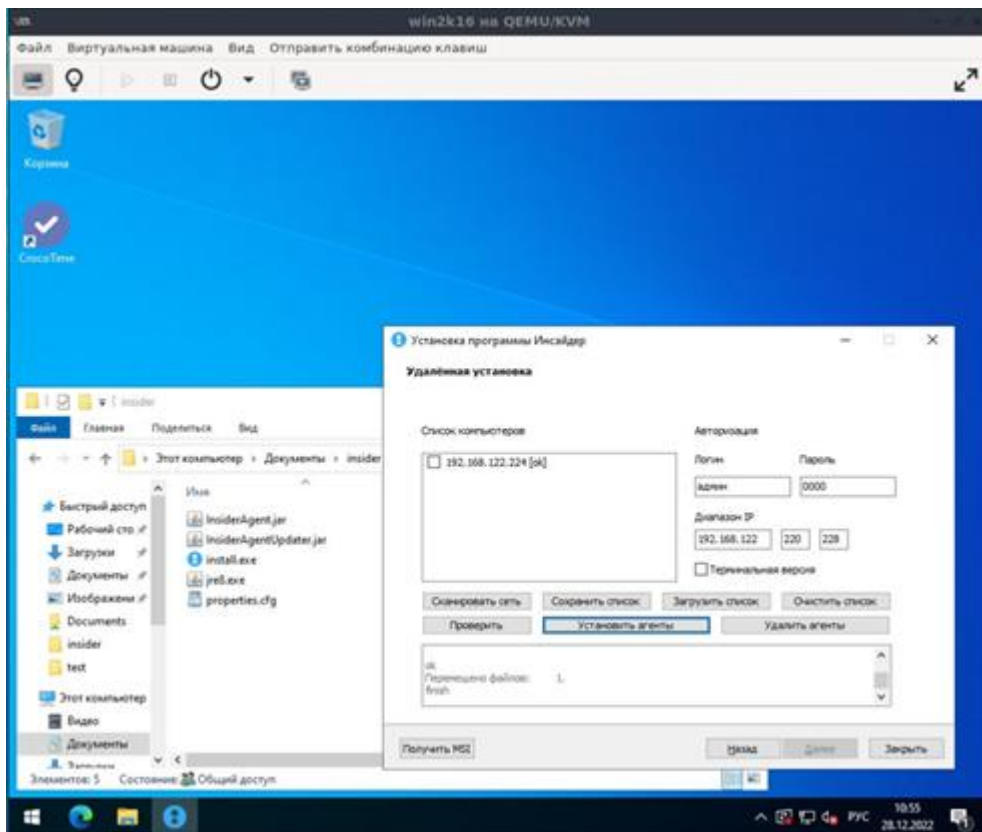 win2k16 на QEMU/KVM
Файл Виртуальная машина Вид Отправить комбинацию клавиш
Корзина
CrocoTime
insider
Файл Главная Поделиться Вид
Этот компьютер Документы insider
Имя
Быстрый доступ
Рабочий сто
Загрузки
Документы
Изображени
Documents
insider
test
Этот компьютер
Видео
Документы
Загрузки
InsiderAgent.jar
InsiderAgentUpdater.jar
install.exe
jre8.exe
properties.cfg
Элементов: 5 Состояние: Общий доступ
Установка программы Инсайдер
Удалённая установка
Список компьютеров
192.168.122.224 [ok]
Авторизация
Логин Пароль
админ 0000
Диапазон IP
192.168.122 220 228
Терминальная версия
Сканировать сеть Сохранить список Загрузить список Очистить список
Проверить Установить агенты Удалить агенты
ok
Перемещено файлов: 1.
finish
Получить MSI Назад Далее Закрыть
РУС 10:55
28.12.2022